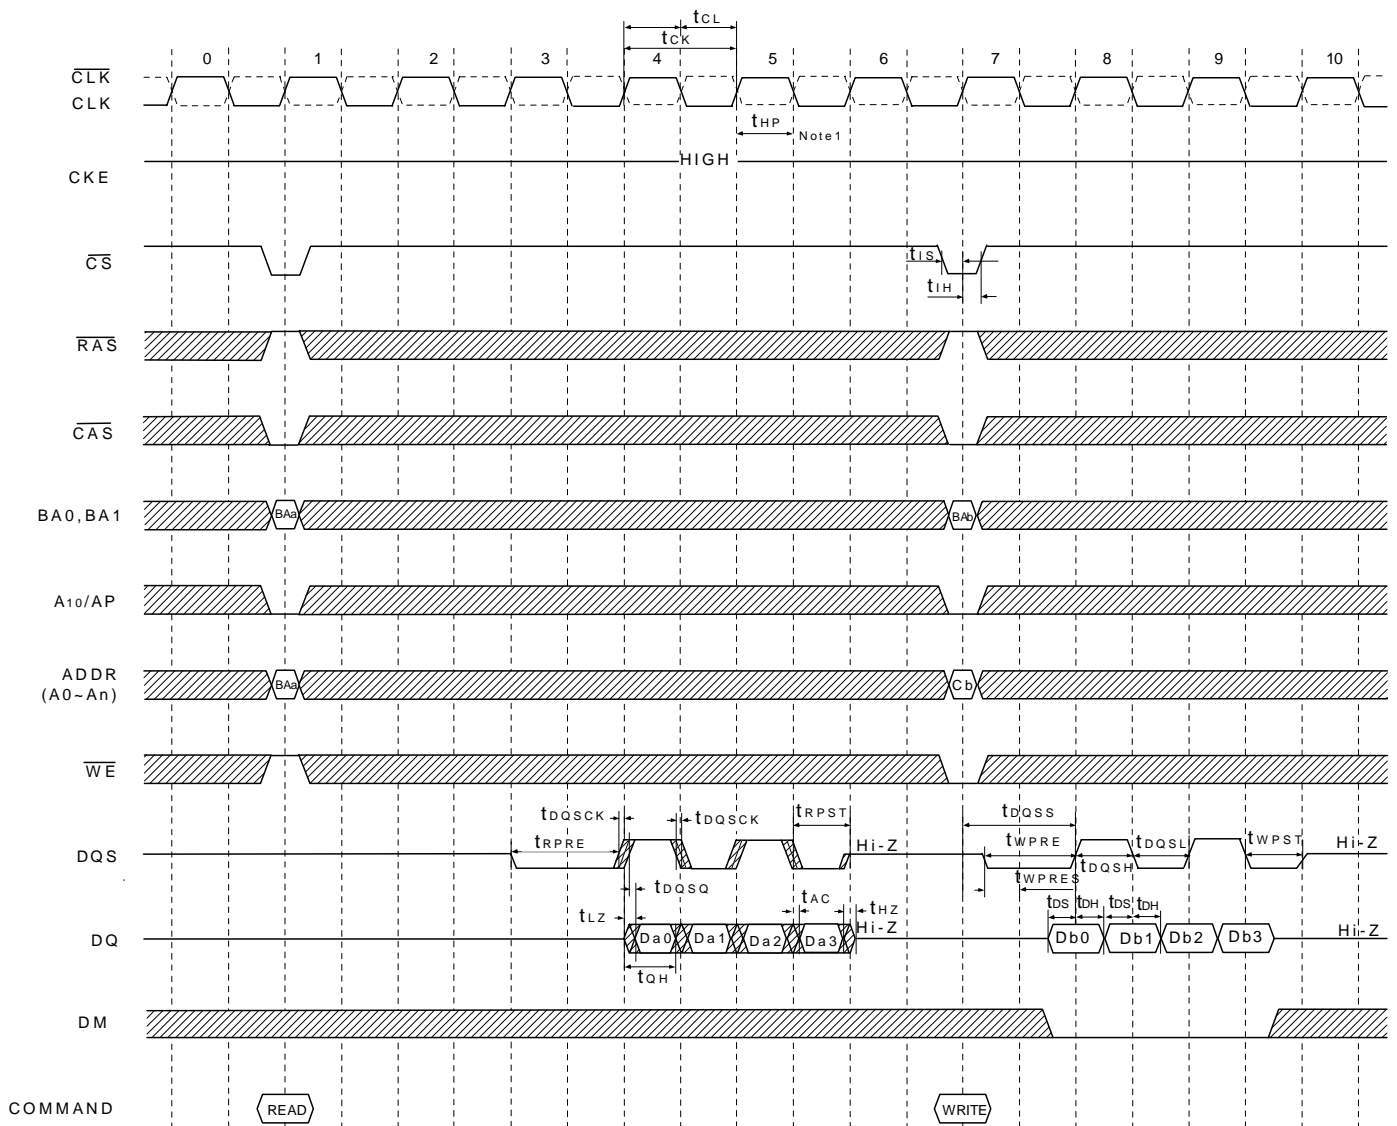 tCL
tCK
0 1 2 3 4 5 6 7 8 9 10
CLK
CLK
tHP Note1
HIGH
CKE
CS
tIS
tIH
RAS
CAS
BA0,BA1 BAa BAb
A10/AP
ADDR
(A0~An) BAa Cb
WE
tDQSCK tDQSCK tRPST tDQSS
tRPRE tWPRE tDQSL tWPST
DQS Hi-Z tDQSH Hi-Z
tDQSQ tWPRES
tLZ tAC tHZ tDS tDH tDS tDH
DQ Da0 Da1 Da2 Da3 Hi-Z Db0 Db1 Db2 Db3 Hi-Z
tQH
DM
COMMAND READ WRITE